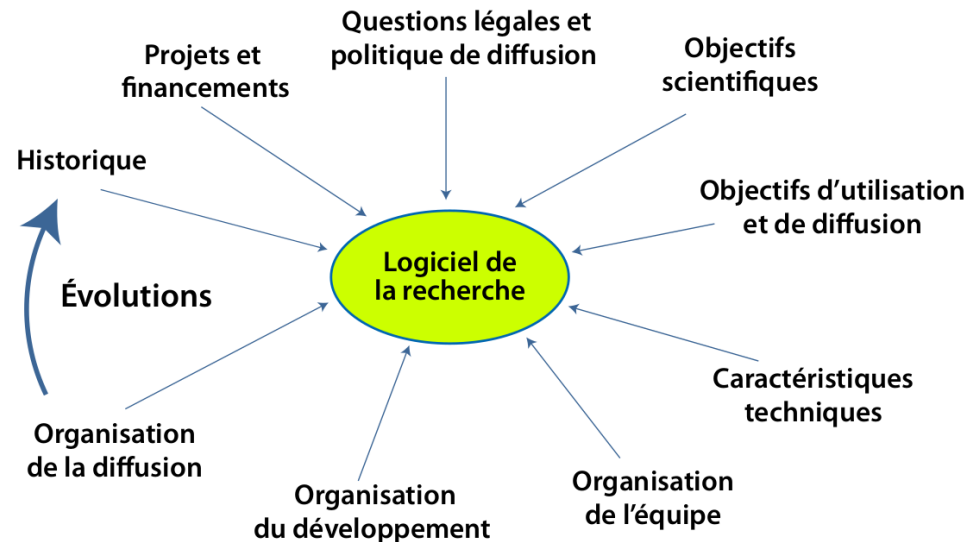 Questions légales et
politique de diffusion
Projets et
financements
Objectifs
scientifiques
Historique
Objectifs d'utilisation
et de diffusion
Logiciel de
la recherche
Évolutions
Caractéristiques
techniques
Organisation
de la diffusion
Organisation
du développement
Organisation
de l'équipe